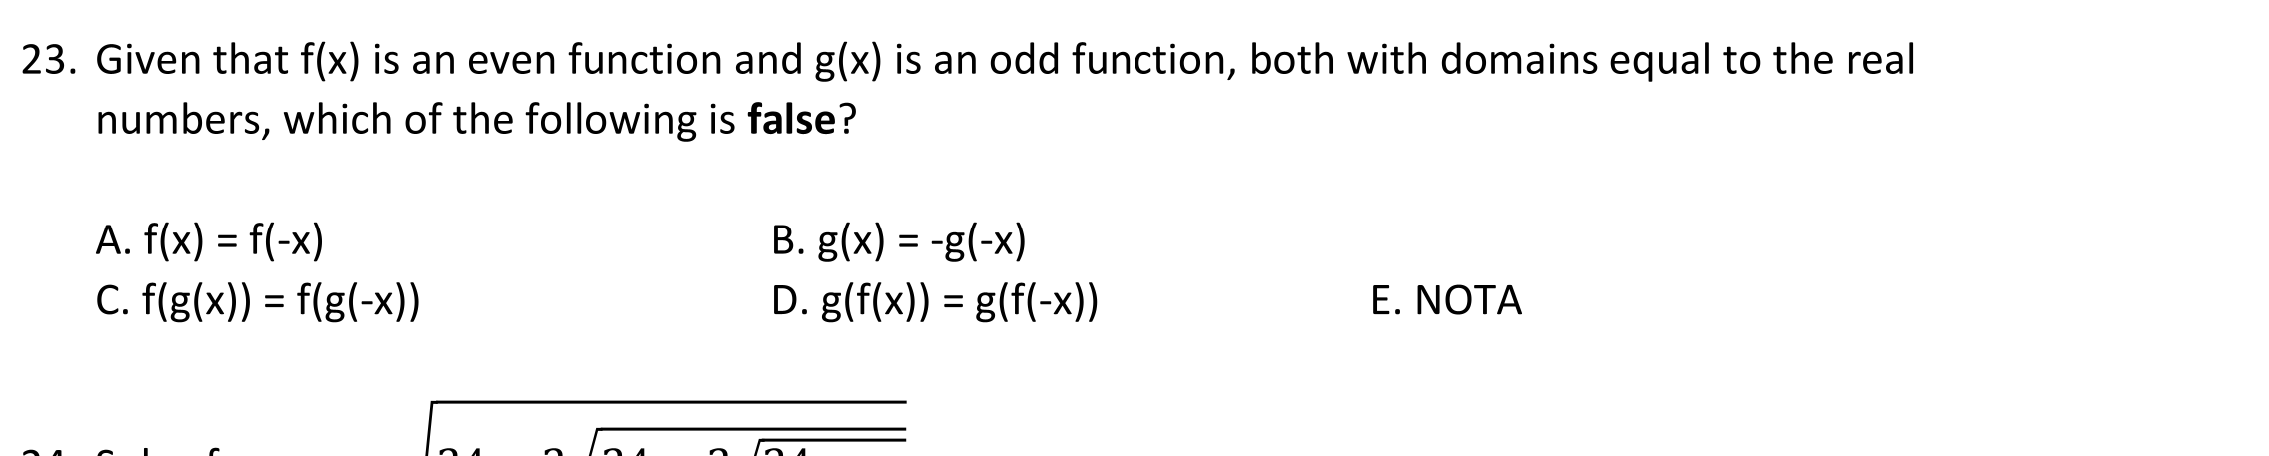 23. Given that f(x) is an even function and g(x) is an odd function, both with domains equal to the real
numbers, which of the following is false?
A. f(x) = f(-x) B. g(x) = -g(-x)
C. f(g(x)) = f(g(-x)) D. g(f(x)) = g(f(-x)) E. NOTA